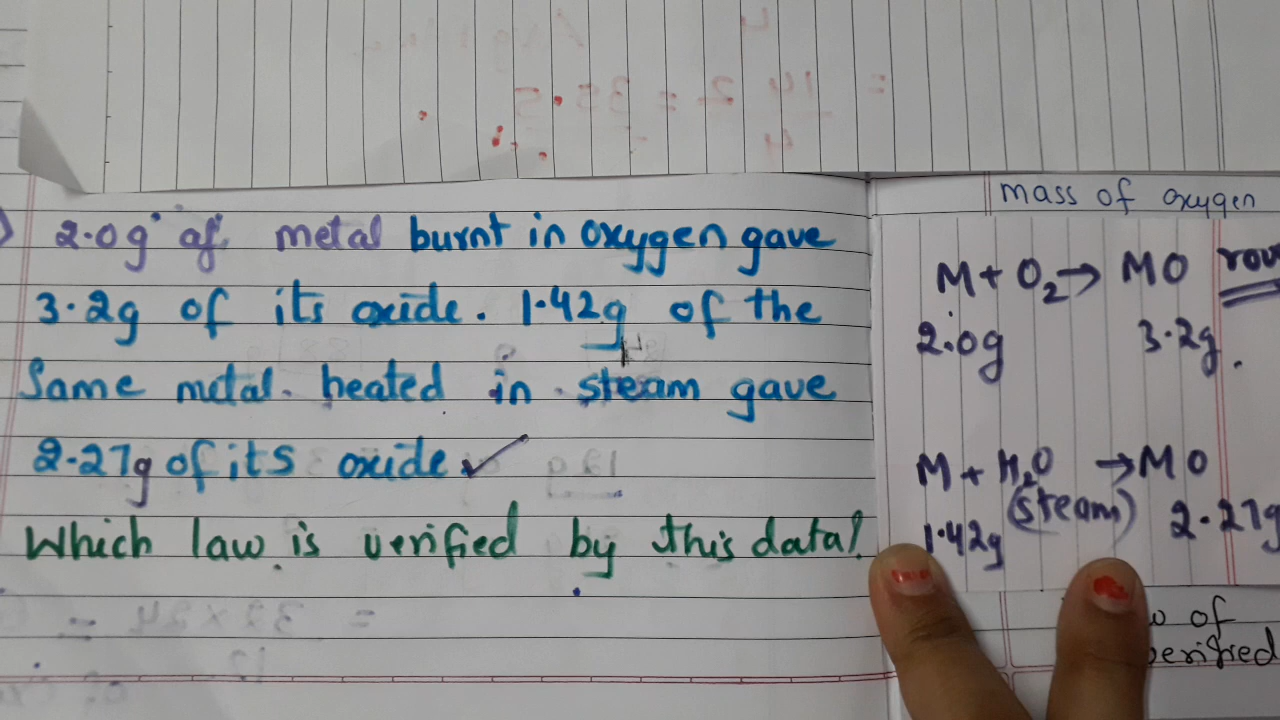 2.0g of metal burnt in oxygen gave
3.2g of its oxide. 1.42g of the
Same metal. heated in steam gave
2.27g of its oxide ✓
Which law is verified by this data?
mass of oxygen
M + O2 → MO
2.0g 3.2g.
M + H2O → MO
(steam)
1.42g 2.27g
of
verified